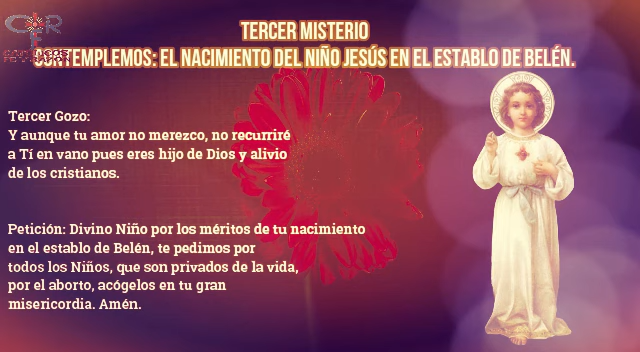 TERCER MISTERIO
CONTEMPLEMOS: EL NACIMIENTO DEL NIÑO JESÚS EN EL ESTABLO DE BELÉN.
Tercer Gozo:
Y aunque tu amor no merezco, no recurriré
a Tí en vano pues eres hijo de Dios y alivio
de los cristianos.
Petición: Divino Niño por los méritos de tu nacimiento
en el establo de Belén, te pedimos por
todos los Niños, que son privados de la vida,
por el aborto, acógelos en tu gran
misericordia. Amén.